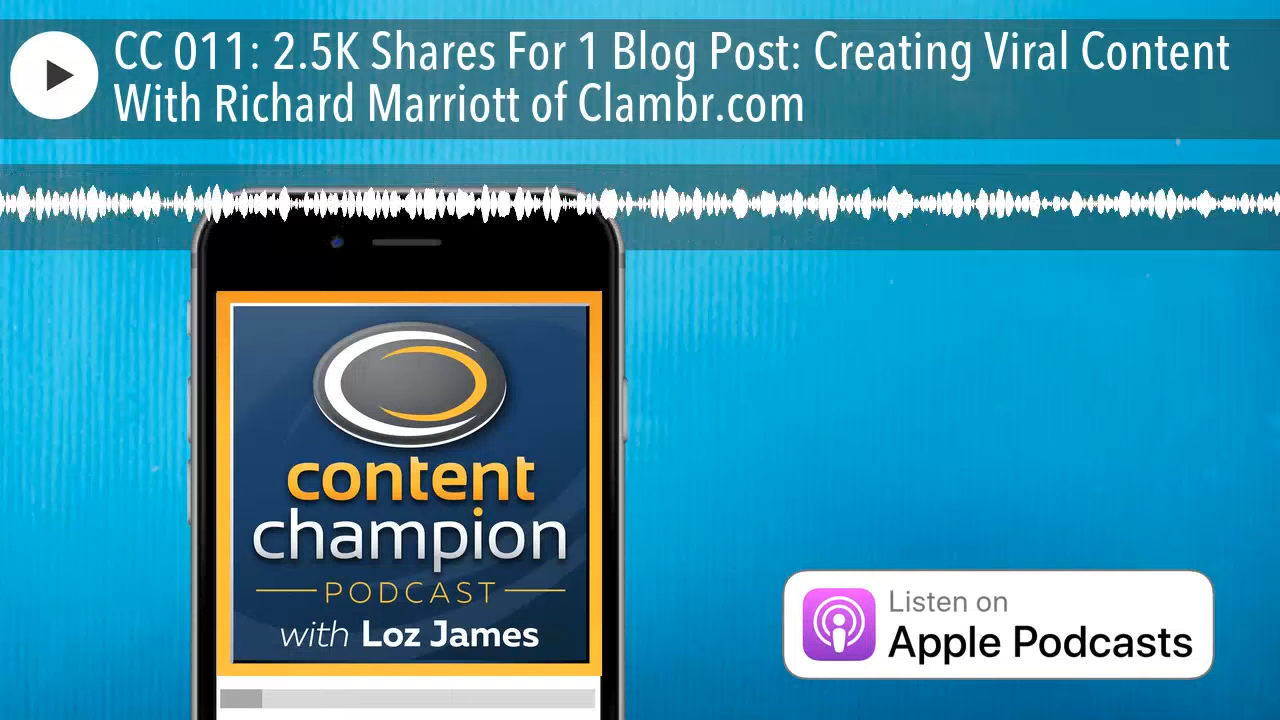 CC 011: 2.5K Shares For 1 Blog Post: Creating Viral Content
With Richard Marriott of Clambr.com
content
champion
PODCAST
with Loz James
Listen on
Apple Podcasts